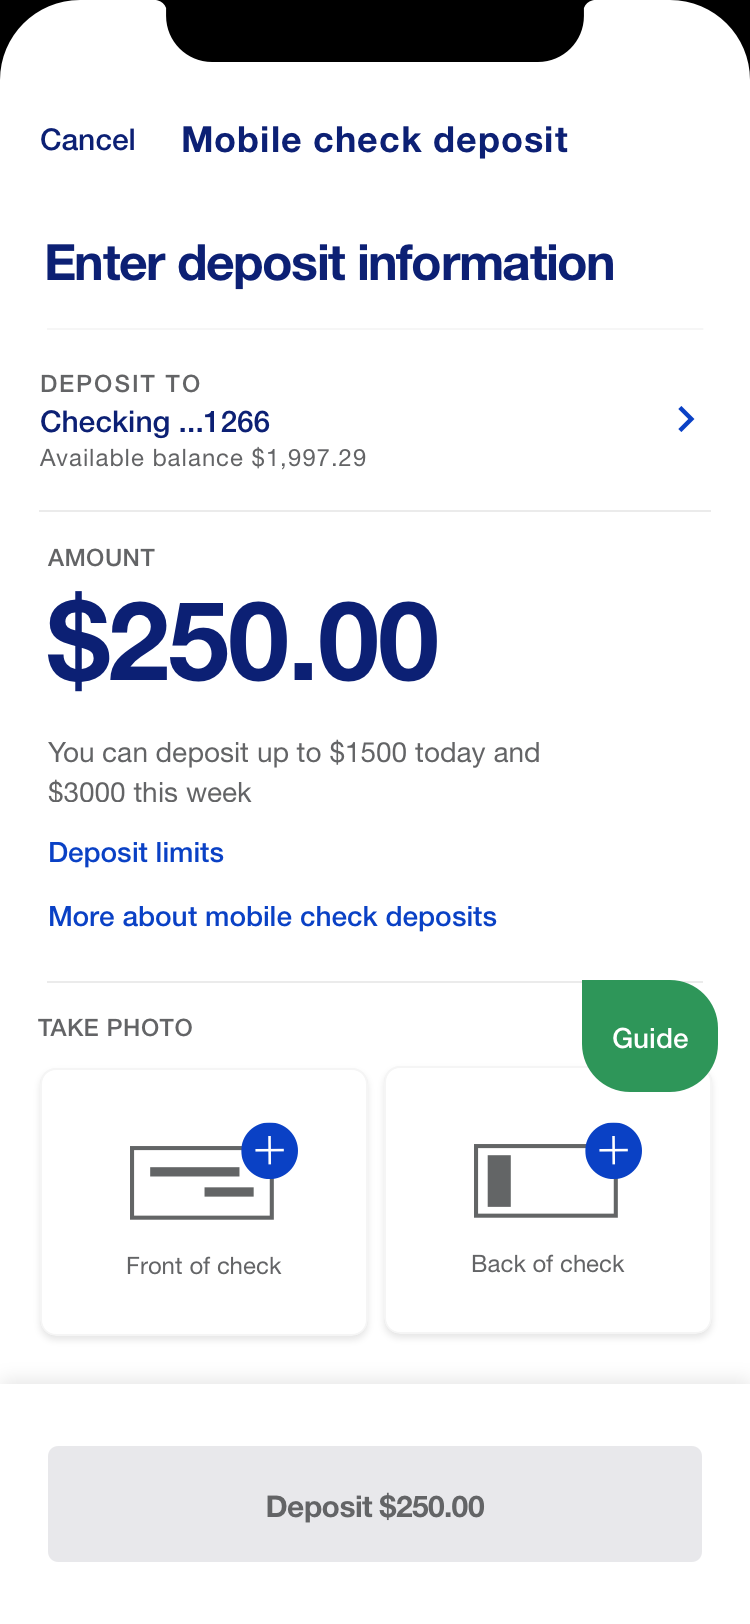 Cancel
Mobile check deposit
Enter deposit information
DEPOSIT TO
Checking ...1266
Available balance $1,997.29
AMOUNT
$250.00
You can deposit up to $1500 today and
$3000 this week
Deposit limits
More about mobile check deposits
TAKE PHOTO
Guide
Front of check
Back of check
Deposit $250.00